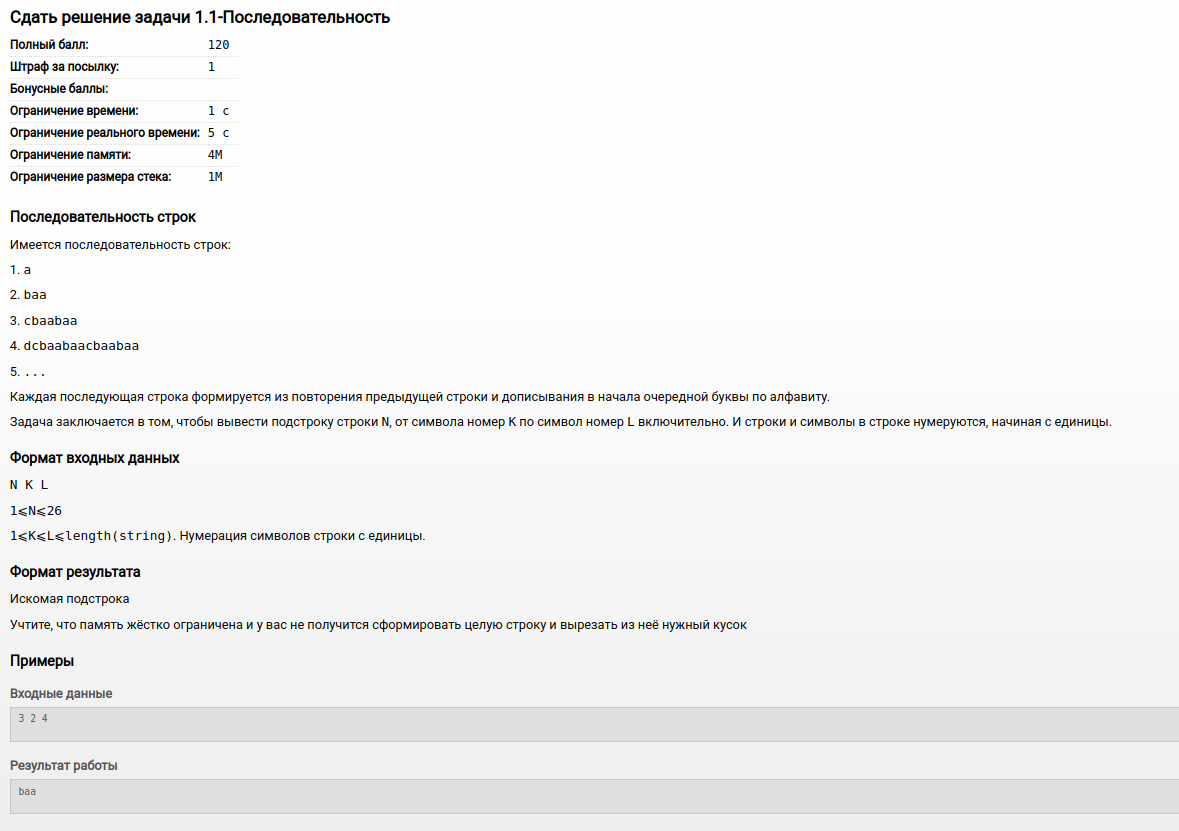 Сдать решение задачи 1.1-Последовательность
Полный балл: 120
Штраф за посылку: 1
Бонусные баллы:
Ограничение времени: 1 с
Ограничение реального времени: 5 с
Ограничение памяти: 4M
Ограничение размера стека: 1M
Последовательность строк
Имеется последовательность строк:
1. a
2. baa
3. cbaabaa
4. dcbaabaacbaabaa
5. ...
Каждая последующая строка формируется из повторения предыдущей строки и дописывания в начала очередной буквы по алфавиту.
Задача заключается в том, чтобы вывести подстроку строки N, от символа номер K по символ номер L включительно. И строки и символы в строке нумеруются, начиная с единицы.
Формат входных данных
N K L
1⩽N⩽26
1⩽K⩽L⩽length(string). Нумерация символов строки с единицы.
Формат результата
Искомая подстрока
Учтите, что память жёстко ограничена и у вас не получится сформировать целую строку и вырезать из неё нужный кусок
Примеры
Входные данные
3 2 4
Результат работы
baa